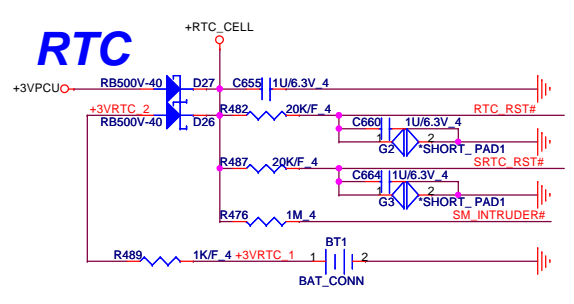 +RTC_CELL
RTC
+3VPCU
RB500V-40
D27
C655
1U/6.3V_4
+3VRTC_2
RB500V-40
D26
R482
20K/F_4
RTC_RST#
C660
1U/6.3V_4
1
2
G2
*SHORT_ PAD1
R487
20K/F_4
SRTC_RST#
C664
1U/6.3V_4
1
2
G3
*SHORT_ PAD1
R476
1M_4
SM_INTRUDER#
R489
1K/F_4
+3VRTC_1
BT1
1
2
BAT_CONN